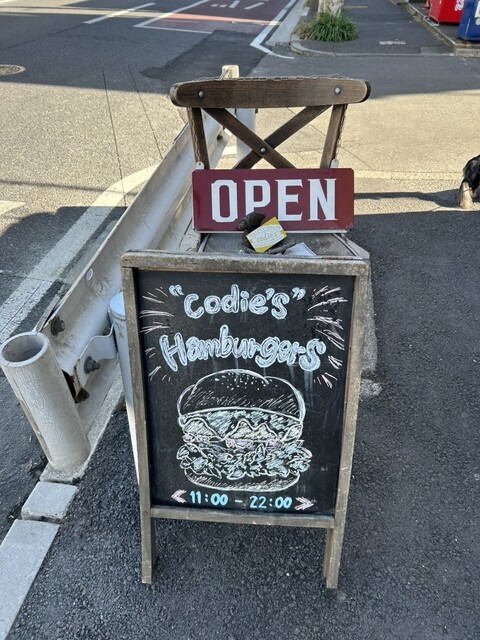 OPEN
"Codie's"
Hamburgers
11:00 - 22:00